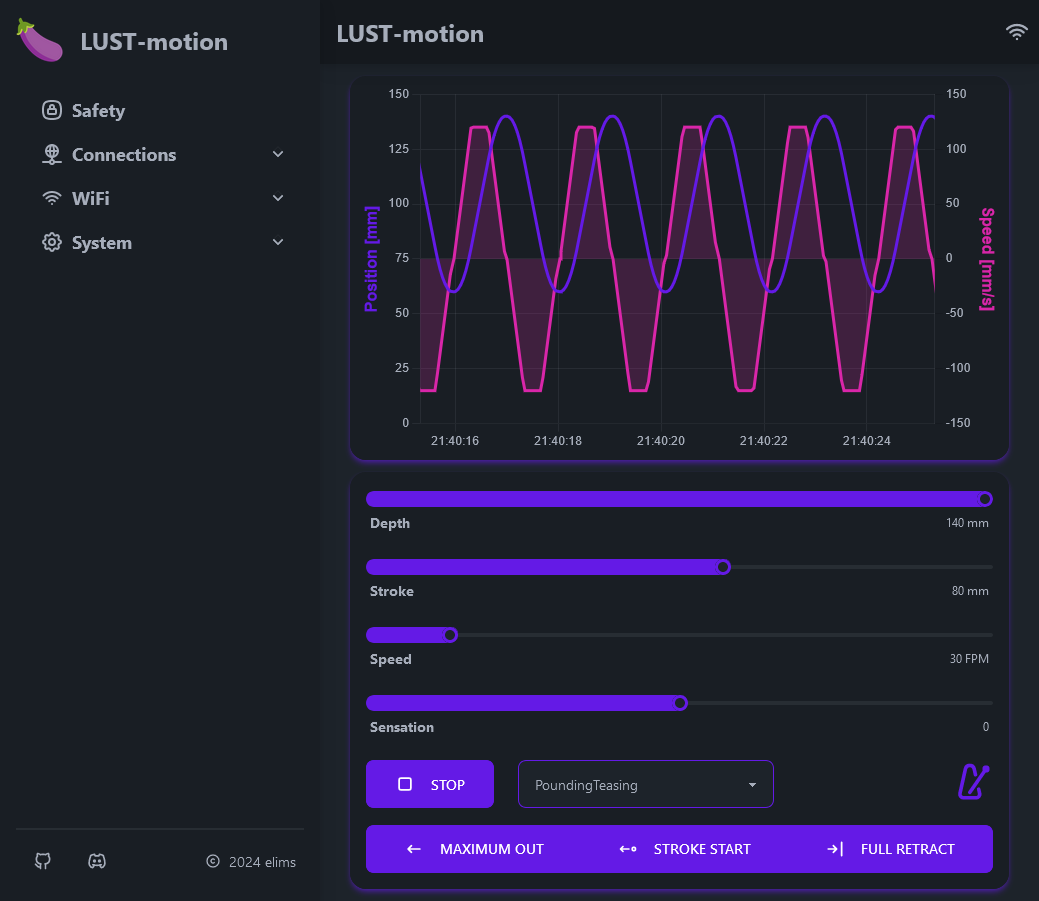 LUST-motion
Safety
Connections
WiFi
System
© 2024 elims
LUST-motion
150
125
100
75
50
25
0
Position [mm]
150
100
50
0
-50
-100
-150
Speed [mm/s]
21:40:16 21:40:18 21:40:20 21:40:22 21:40:24
Depth 140 mm
Stroke 80 mm
Speed 30 FPM
Sensation 0
STOP PoundingTeasing
MAXIMUM OUT STROKE START FULL RETRACT